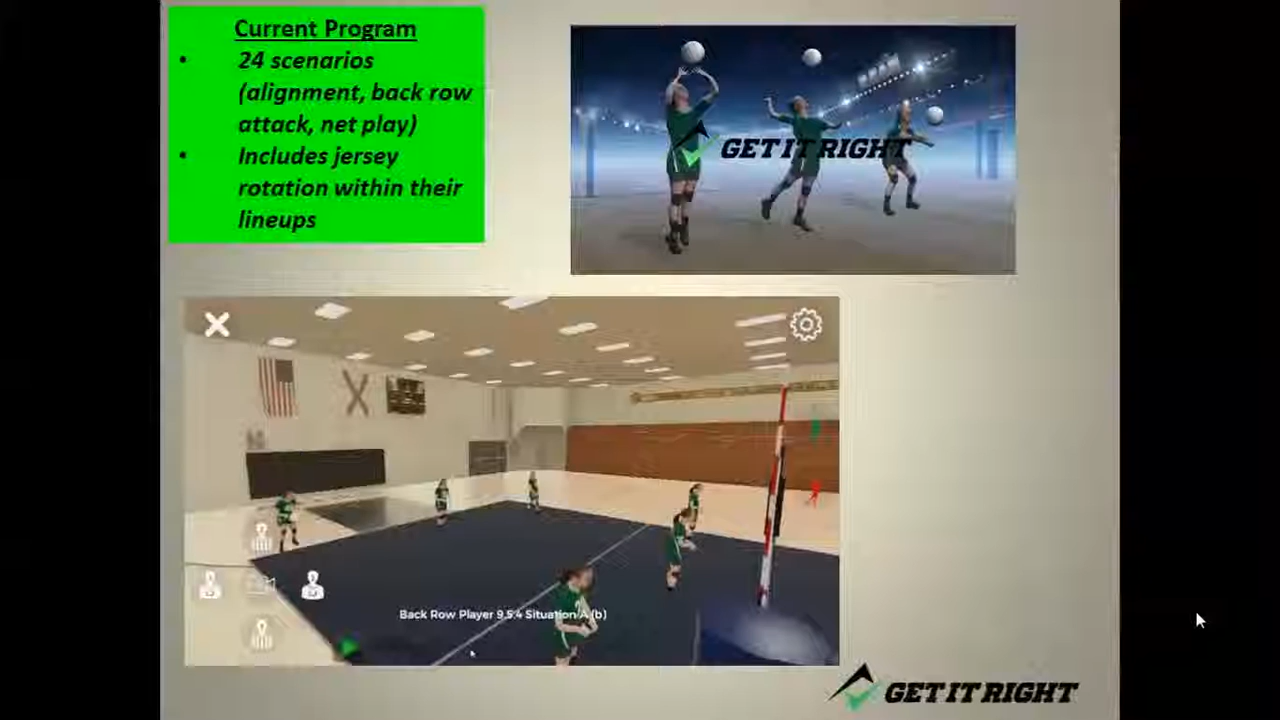 Current Program
• 24 scenarios
(alignment, back row
attack, net play)
• Includes jersey
rotation within their
lineups
GET IT RIGHT
Back Row Player 9.5.4 Situation A (b)
GET IT RIGHT